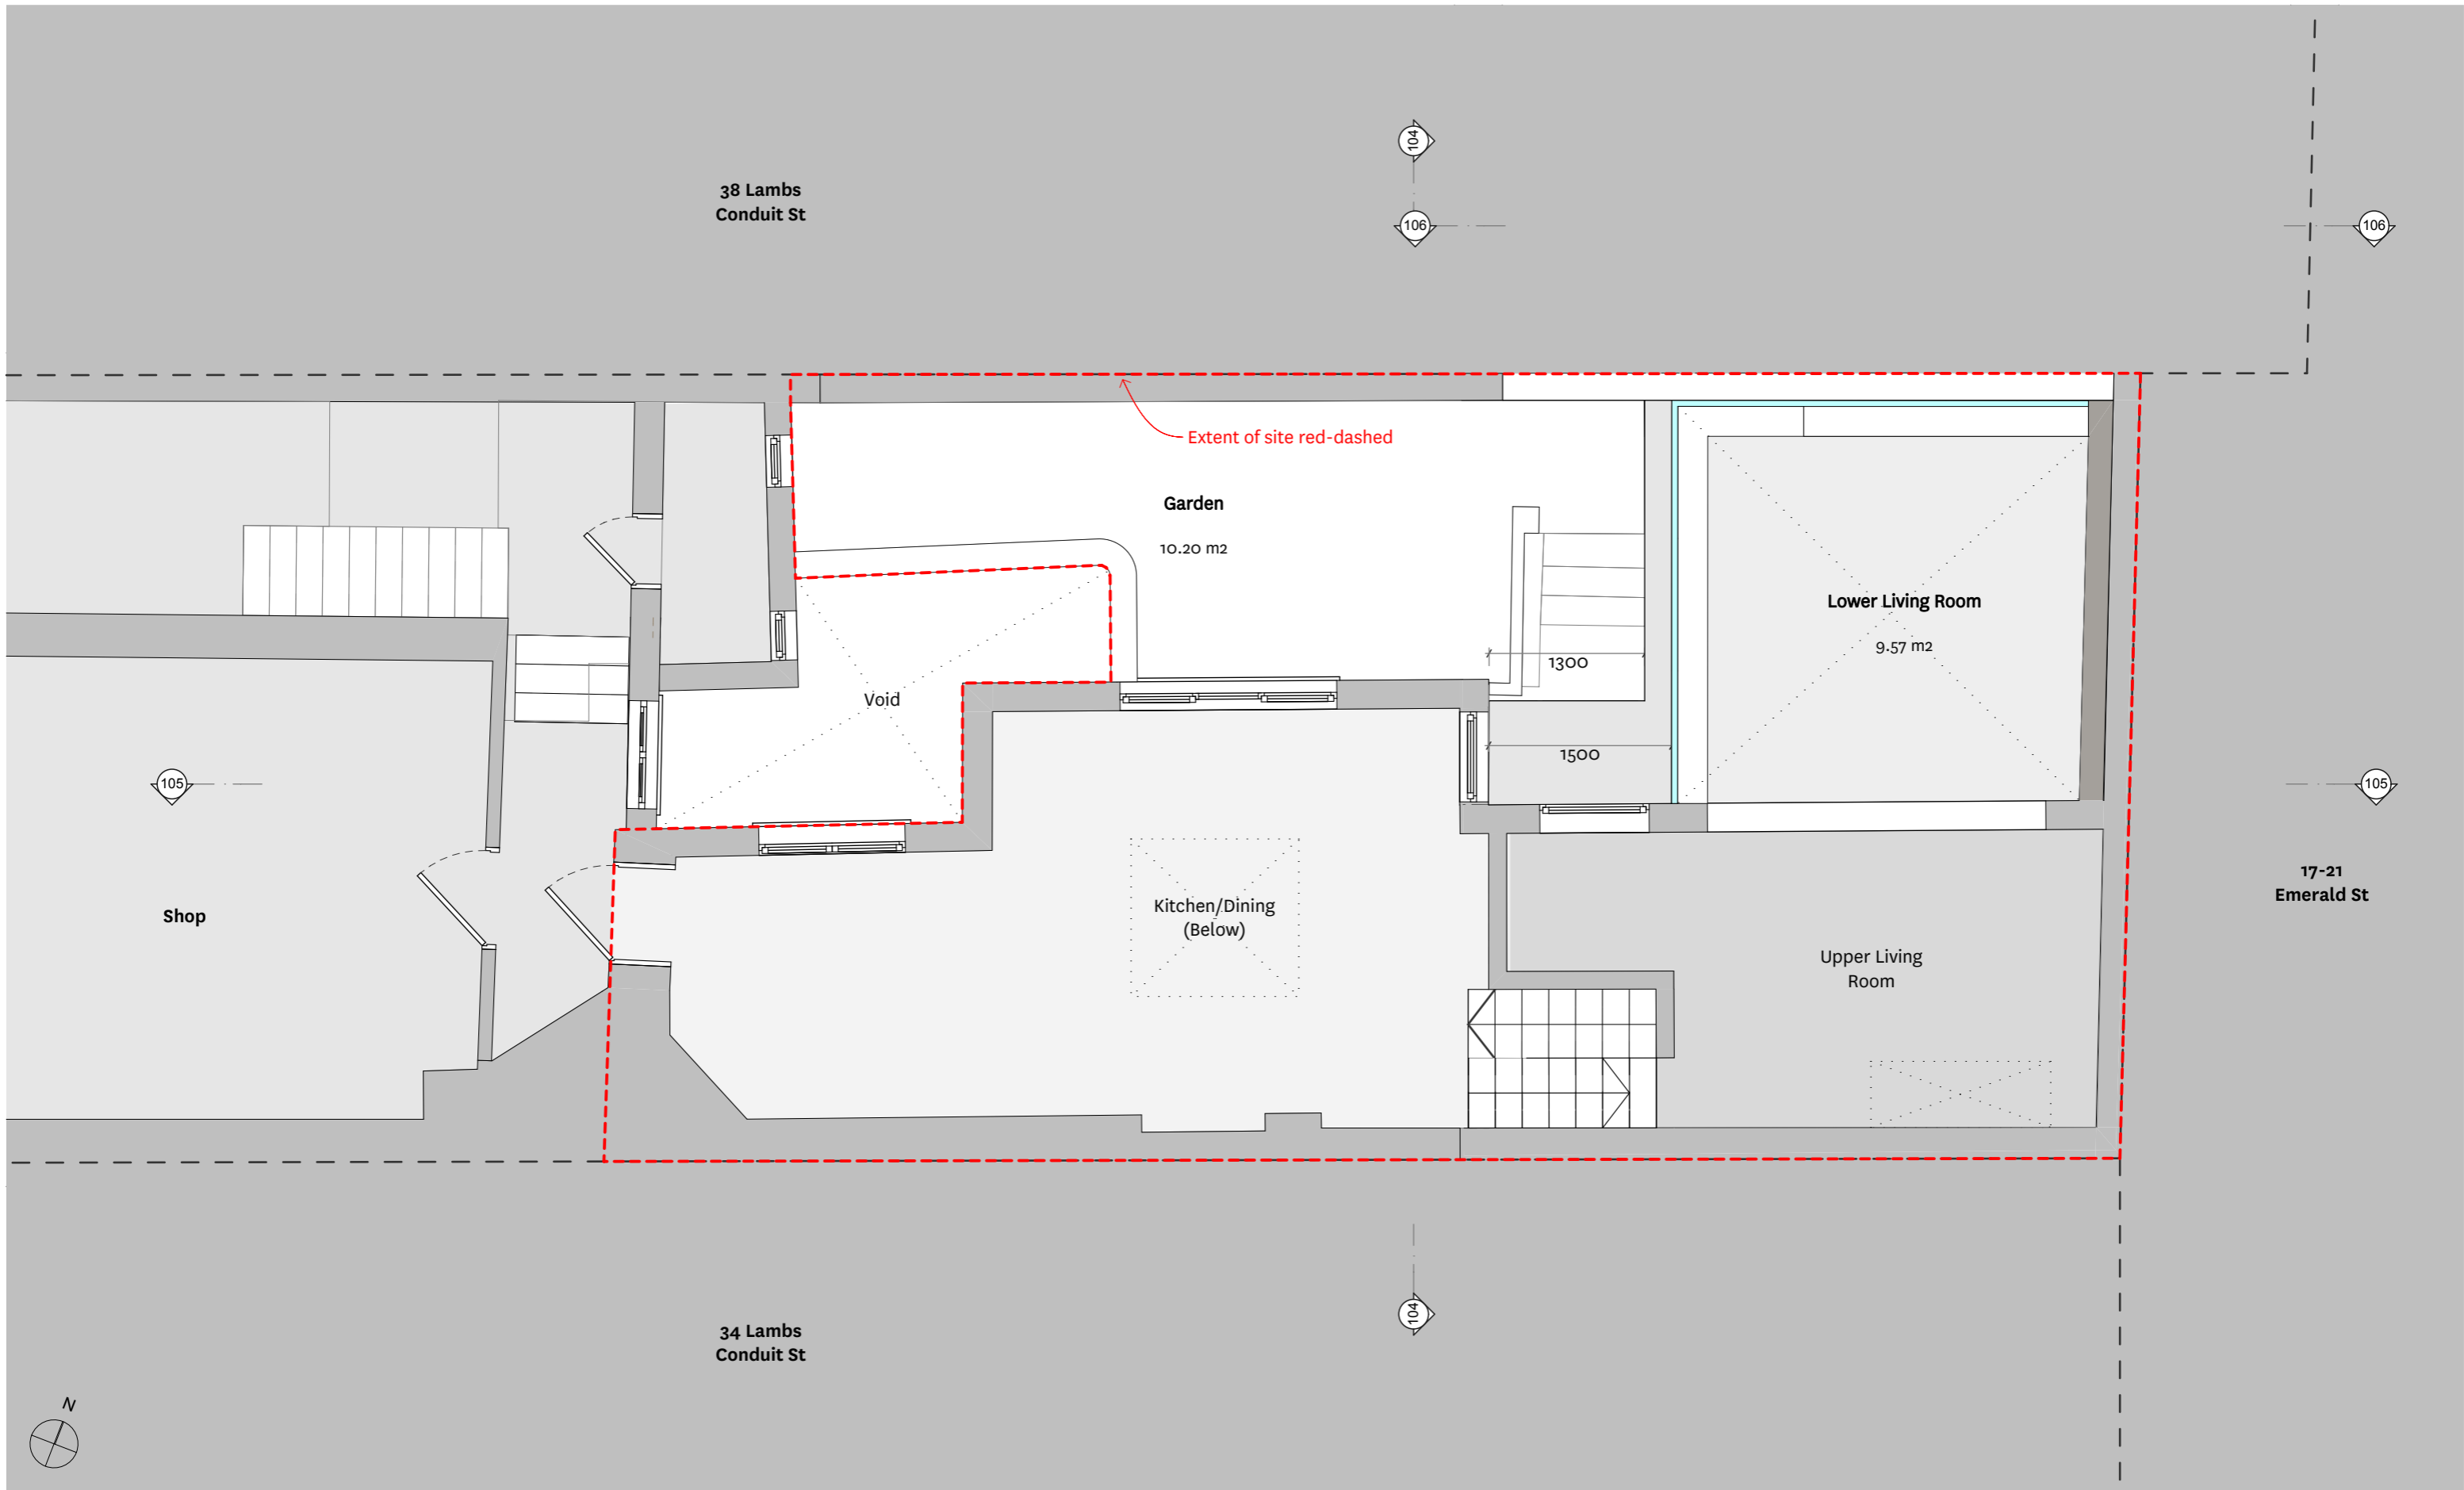 104
38 Lambs
Conduit St
106
106
Extent of site red-dashed
Garden
10.20 m2
Lower Living Room
9.57 m2
1300
Void
1500
105
105
17-21
Emerald St
Kitchen/Dining
(Below)
Shop
Upper Living
Room
104
34 Lambs
Conduit St
N